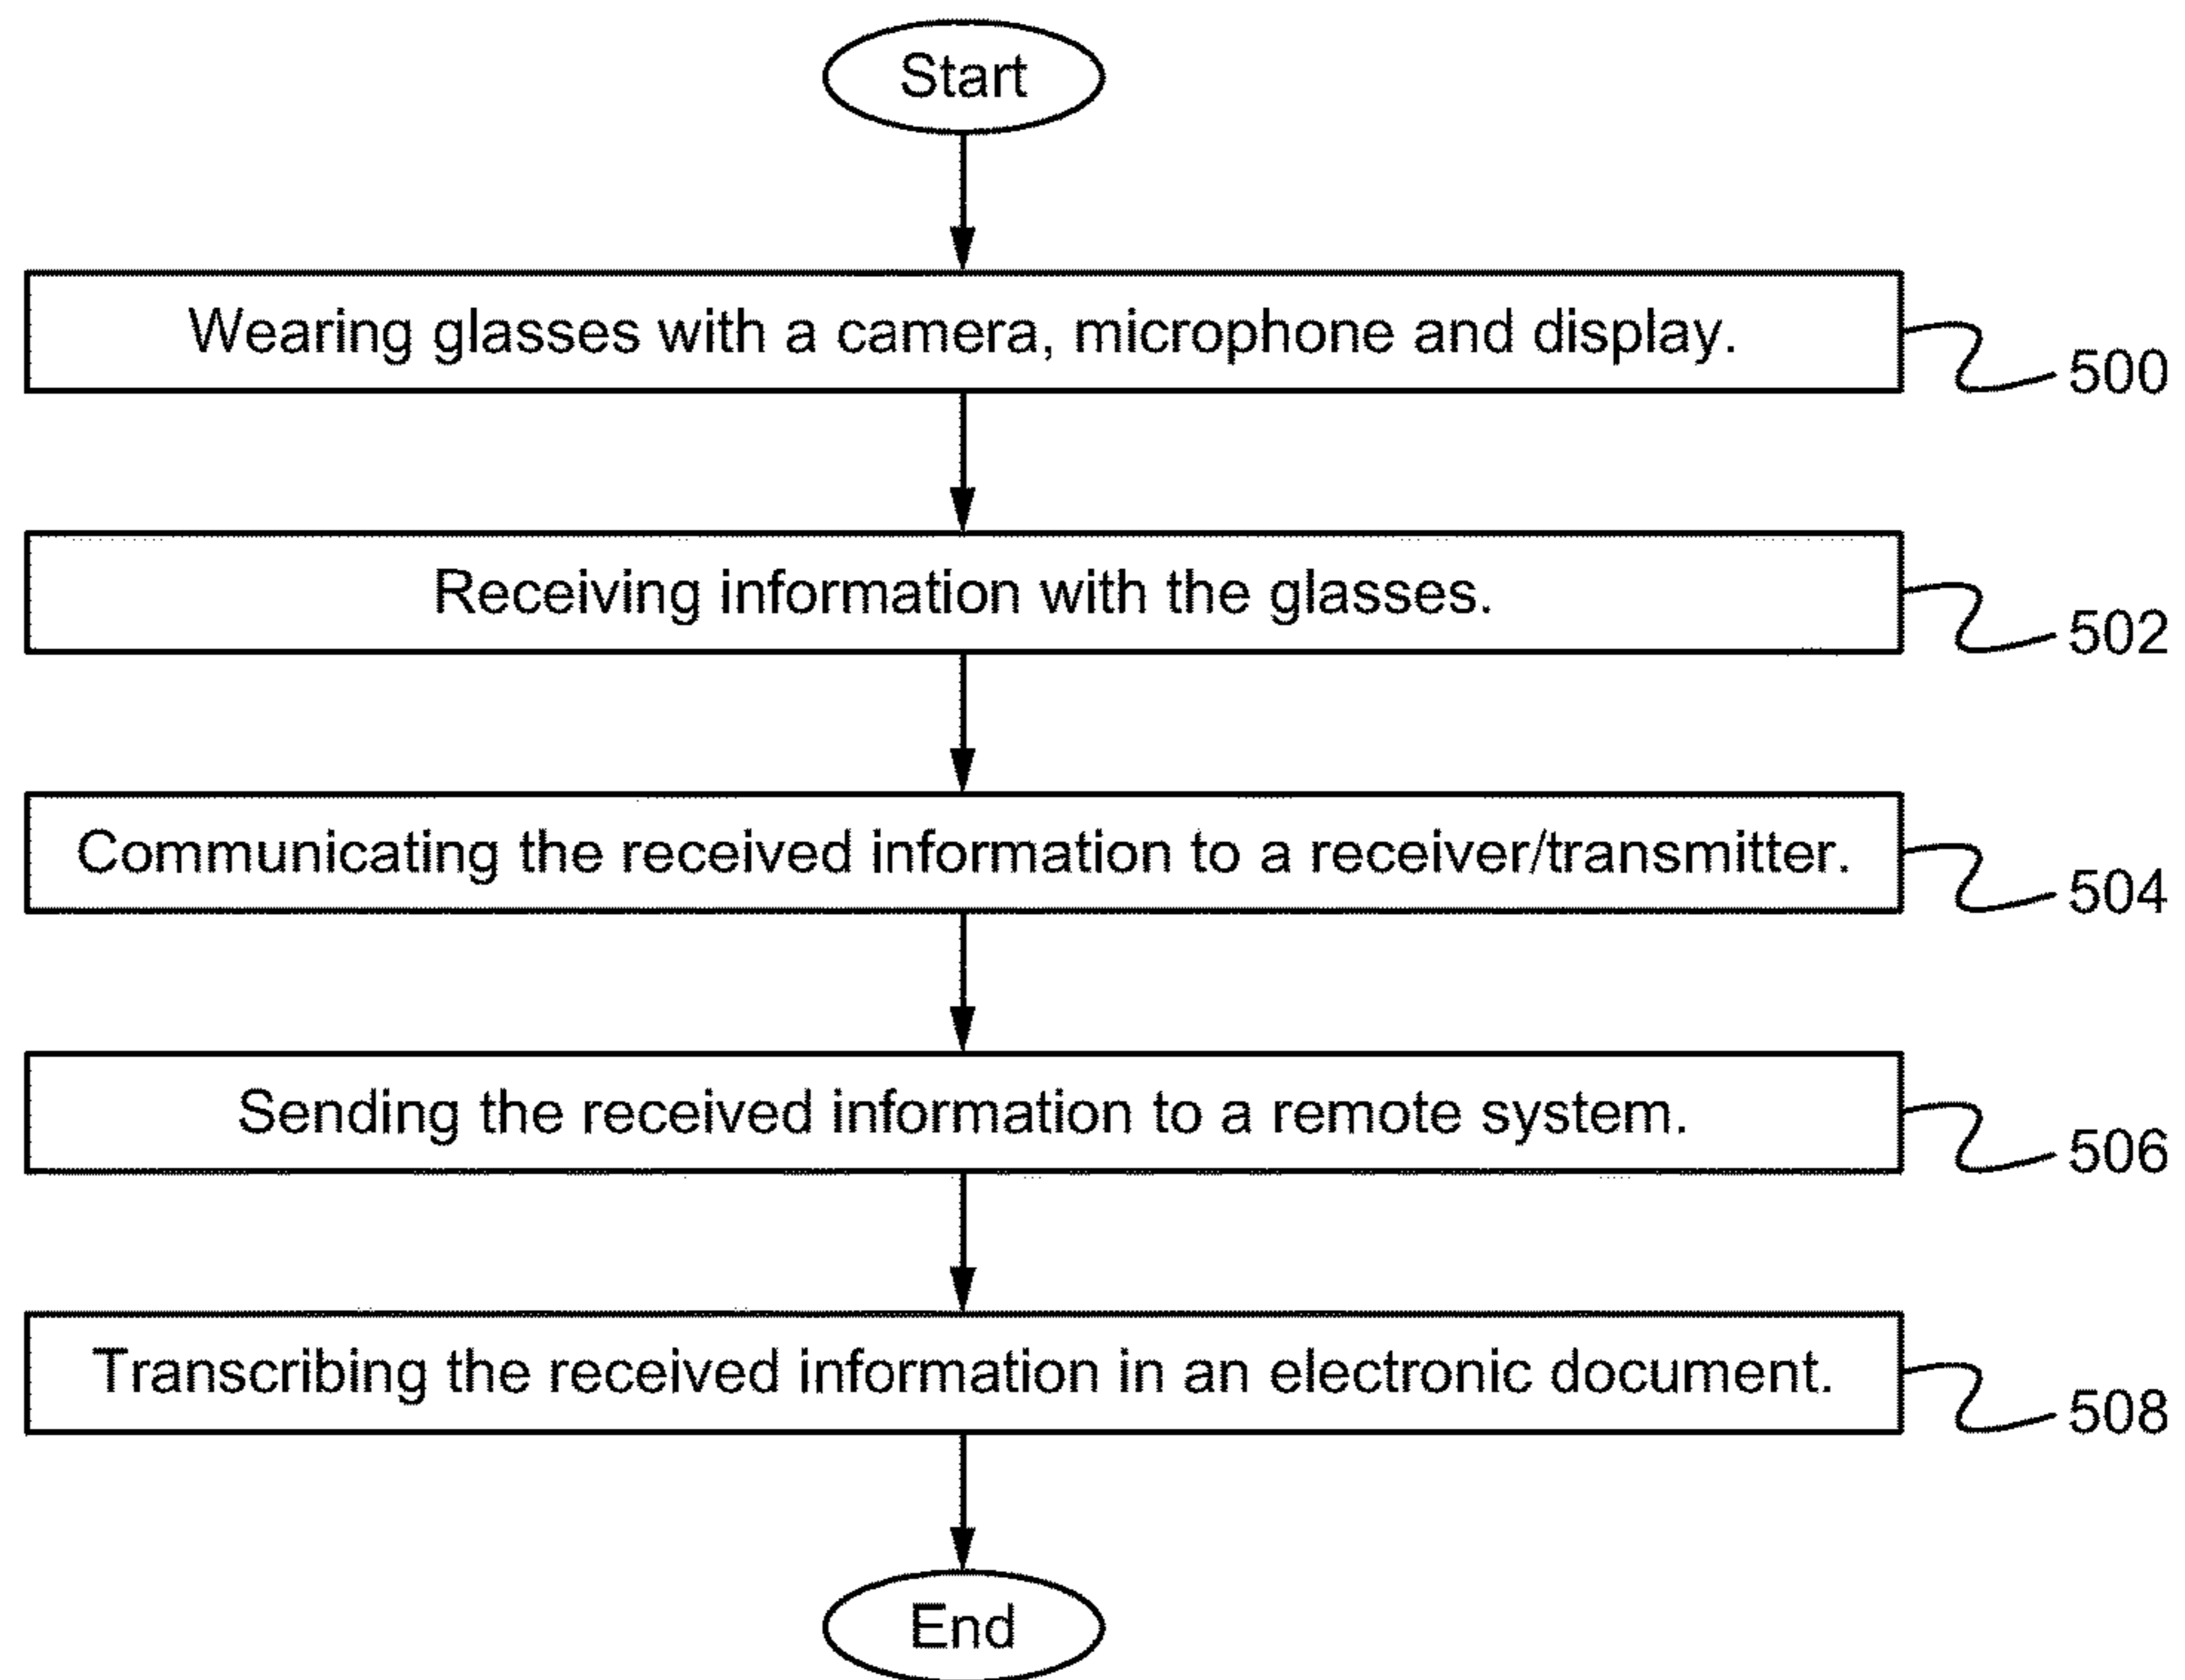 Start
Wearing glasses with a camera, microphone and display.
500
Receiving information with the glasses.
502
Communicating the received information to a receiver/transmitter.
504
Sending the received information to a remote system.
506
Transcribing the received information in an electronic document.
508
End